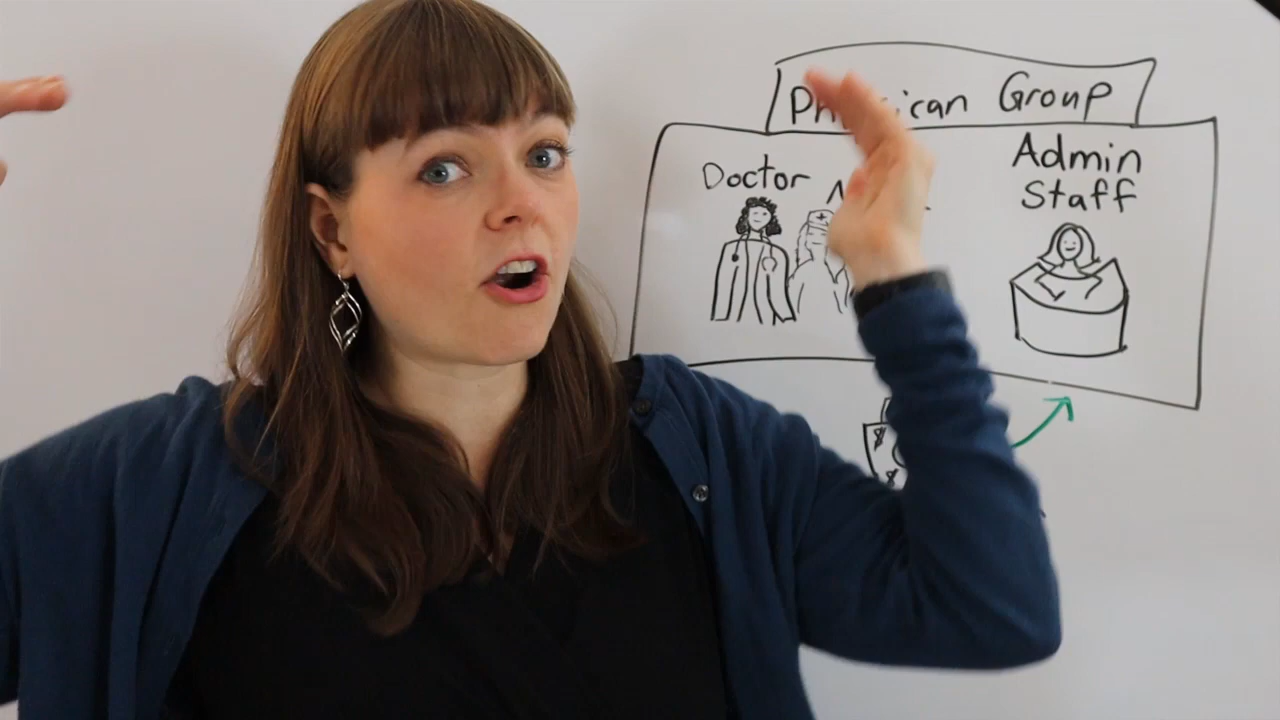 Group
Doctor
Admin
Staff
$
$